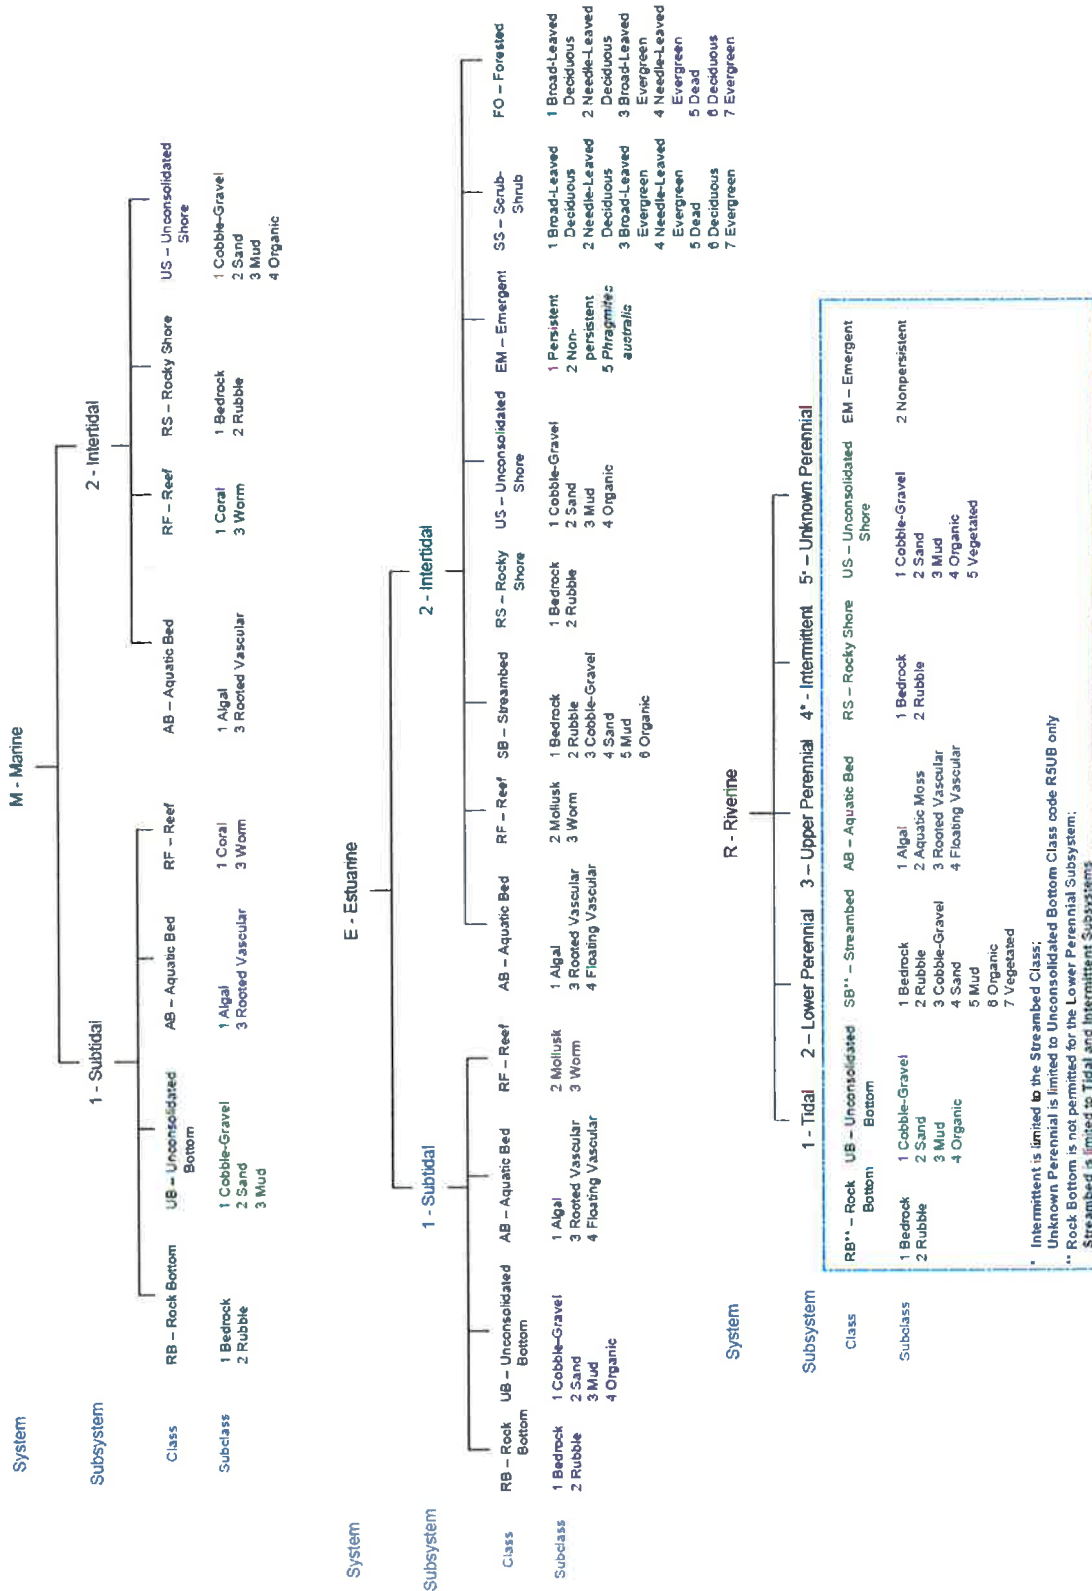 M - Marine
System
Subsystem
1 - Subtidal
2 - Intertidal
Class
RB – Rock Bottom
UB – Unconsolidated
Bottom
AB – Aquatic Bed
RF – Reef
AB – Aquatic Bed
RF – Reef
RS – Rocky Shore
US – Unconsolidated
Shore
Subclass
1 Bedrock
2 Rubble
1 Cobble-Gravel
2 Sand
3 Mud
1 Algal
3 Rooted Vascular
1 Coral
3 Worm
1 Algal
3 Rooted Vascular
1 Coral
3 Worm
1 Bedrock
2 Rubble
1 Cobble-Gravel
2 Sand
3 Mud
4 Organic
E - Estuarine
System
Subsystem
1 - Subtidal
2 - Intertidal
Class
RB – Rock
Bottom
UB – Unconsolidated
Bottom
AB – Aquatic Bed
RF – Reef
AB – Aquatic Bed
RF – Reef
SB – Streambed
RS – Rocky
Shore
US – Unconsolidated
Shore
EM – Emergent
SS – Scrub-
Shrub
FO – Forested
Subclass
1 Bedrock
2 Rubble
1 Cobble-Gravel
2 Sand
3 Mud
4 Organic
1 Algal
3 Rooted Vascular
4 Floating Vascular
2 Mollusk
3 Worm
1 Algal
3 Rooted Vascular
4 Floating Vascular
2 Mollusk
3 Worm
1 Bedrock
2 Rubble
3 Cobble-Gravel
4 Sand
5 Mud
6 Organic
1 Bedrock
2 Rubble
1 Cobble-Gravel
2 Sand
3 Mud
4 Organic
1 Persistent
2 Non-
persistent
5 Phragmites
australis
1 Broad-Leaved
Deciduous
2 Needle-Leaved
Deciduous
3 Broad-Leaved
Evergreen
4 Needle-Leaved
Evergreen
5 Dead
6 Deciduous
7 Evergreen
1 Broad-Leaved
Deciduous
2 Needle-Leaved
Deciduous
3 Broad-Leaved
Evergreen
4 Needle-Leaved
Evergreen
5 Dead
6 Deciduous
7 Evergreen
R - Riverine
System
Subsystem
1 - Tidal
2 – Lower Perennial
3 – Upper Perennial
4* - Intermittent
5* – Unknown Perennial
Class
RB** – Rock
Bottom
UB – Unconsolidated
Bottom
SB** – Streambed
AB – Aquatic Bed
RS – Rocky Shore
US – Unconsolidated
Shore
EM – Emergent
Subclass
1 Bedrock
2 Rubble
1 Cobble-Gravel
2 Sand
3 Mud
4 Organic
1 Bedrock
2 Rubble
3 Cobble-Gravel
4 Sand
5 Mud
6 Organic
7 Vegetated
1 Algal
2 Aquatic Moss
3 Rooted Vascular
4 Floating Vascular
1 Bedrock
2 Rubble
1 Cobble-Gravel
2 Sand
3 Mud
4 Organic
5 Vegetated
2 Nonpersistent
* Intermittent is limited to the Streambed Class;
Unknown Perennial is limited to Unconsolidated Bottom Class code R5UB only
** Rock Bottom is not permitted for the Lower Perennial Subsystem;
Streambed is limited to Tidal and Intermittent Subsystems